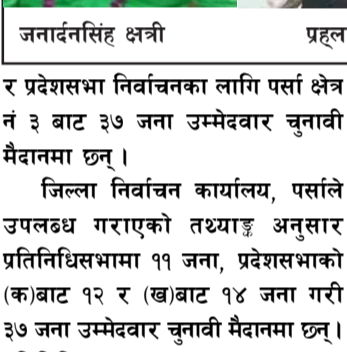 जनार्दनसिंह क्षत्री
प्रहल
र प्रदेशसभा निर्वाचनका लागि पर्सा क्षेत्र
नं ३ बाट ३७ जना उम्मेदवार चुनावी
मैदानमा छन् ।
जिल्ला निर्वाचन कार्यालय, पर्साले
उपलब्ध गराएको तथ्याङ्क अनुसार
प्रतिनिधिसभामा ११ जना, प्रदेशसभाको
(क)बाट १२ र (ख)बाट १४ जना गरी
३७ जना उम्मेदवार चुनावी मैदानमा छन् ।